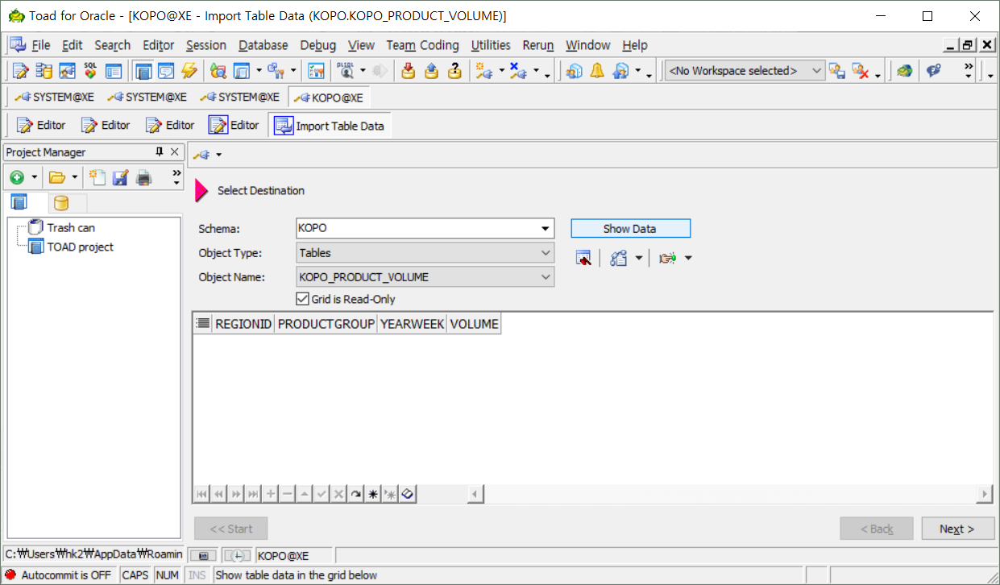 Toad for Oracle - [KOPO@XE - Import Table Data (KOPO.KOPO_PRODUCT_VOLUME)]
File Edit Search Editor Session Database Debug View Team Coding Utilities Rerun Window Help
SQL PLSQL <No Workspace selected>
SYSTEM@XE SYSTEM@XE SYSTEM@XE KOPO@XE
Editor Editor Editor Editor Import Table Data
Project Manager
Select Destination
Trash can
TOAD project
Schema: KOPO Show Data
Object Type: Tables
Object Name: KOPO_PRODUCT_VOLUME
Grid is Read-Only
REGIONID PRODUCTGROUP YEARWEEK VOLUME
<< Start < Back Next >
C:₩Users₩hk2₩AppData₩Roamin KOPO@XE
Autocommit is OFF CAPS NUM INS Show table data in the grid below